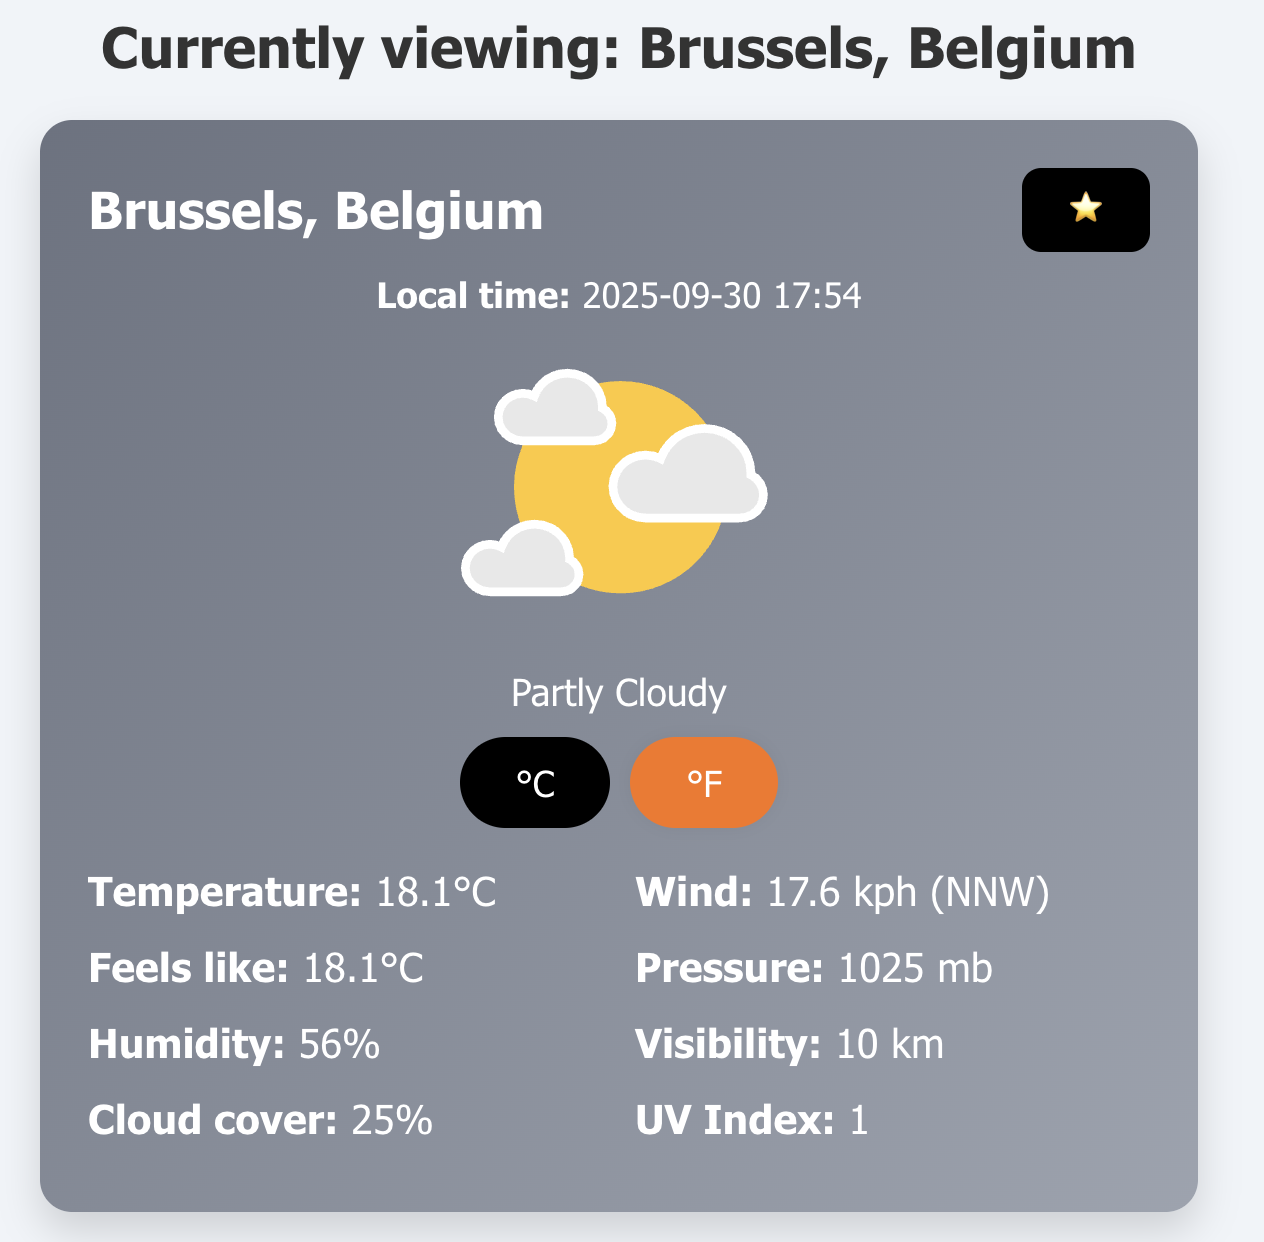 Currently viewing: Brussels, Belgium
Brussels, Belgium
Local time: 2025-09-30 17:54
Partly Cloudy
°C
°F
Temperature: 18.1°C
Feels like: 18.1°C
Humidity: 56%
Cloud cover: 25%
Wind: 17.6 kph (NNW)
Pressure: 1025 mb
Visibility: 10 km
UV Index: 1